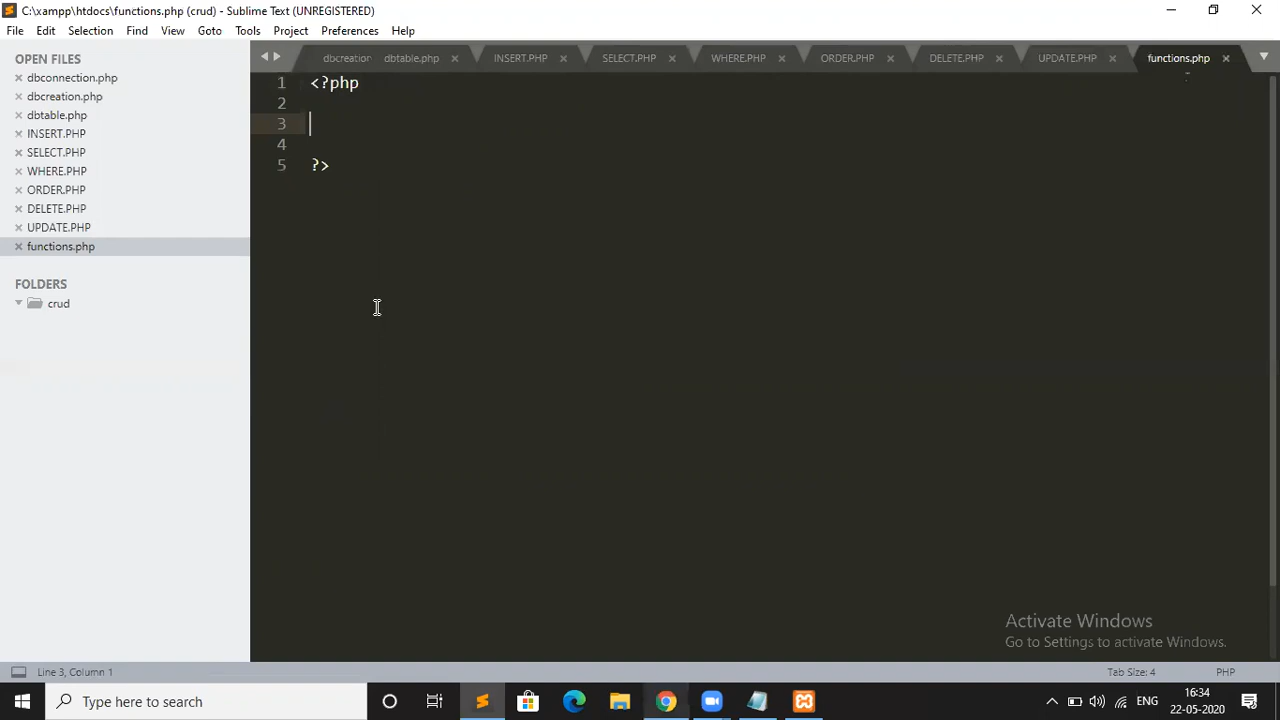 C:\xampp\htdocs\functions.php (crud) - Sublime Text (UNREGISTERED)
File Edit Selection Find View Goto Tools Project Preferences Help
OPEN FILES
dbconnection.php
dbcreation.php
dbtable.php
INSERT.PHP
SELECT.PHP
WHERE.PHP
ORDER.PHP
DELETE.PHP
UPDATE.PHP
functions.php
FOLDERS
crud
dbcreation dbtable.php INSERT.PHP SELECT.PHP WHERE.PHP ORDER.PHP DELETE.PHP UPDATE.PHP functions.php
1 <?php
2
3
4
5 ?>
Activate Windows
Go to Settings to activate Windows.
Line 3, Column 1 Tab Size: 4 PHP
Type here to search
ENG
16:34
22-05-2020